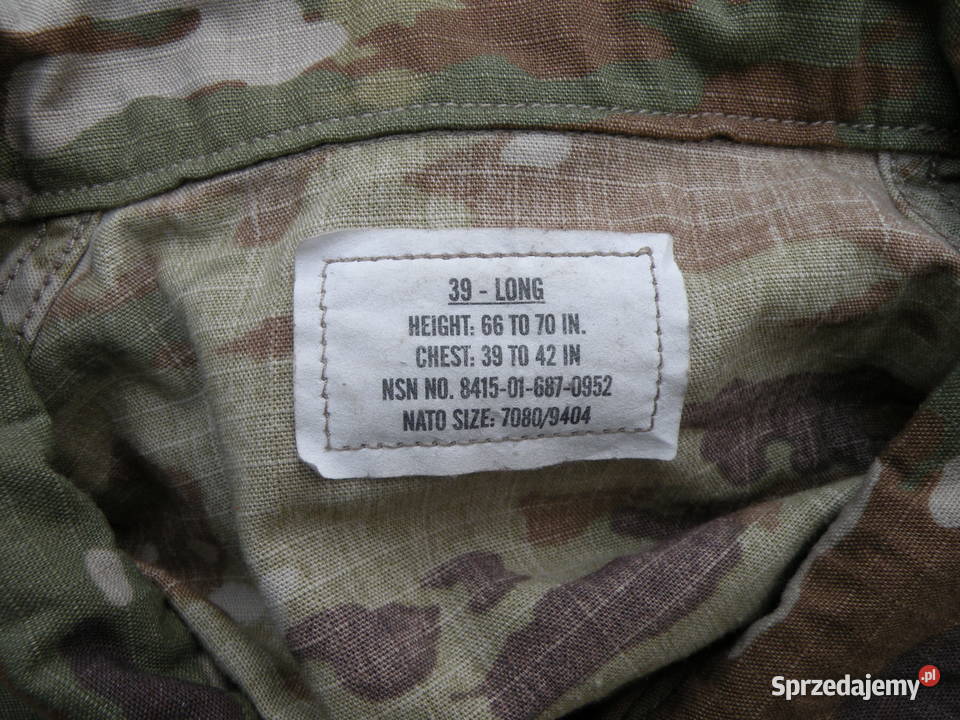 39 - LONG
HEIGHT: 66 TO 70 IN.
CHEST: 39 TO 42 IN
NSN NO. 8415-01-687-0952
NATO SIZE: 7080/9404
Sprzedajemy.pl